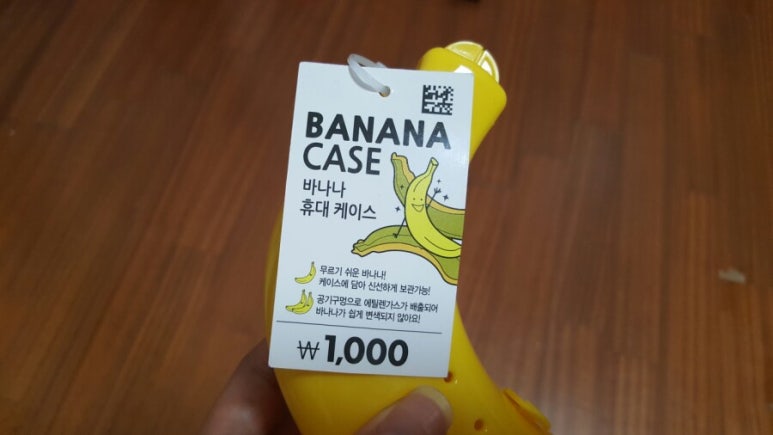 BANANA
CASE
바나나
휴대 케이스
무르기 쉬운 바나나!
케이스에 담아 신선하게 보관가능!
공기구멍으로 에틸렌가스가 배출되어
바나나가 쉽게 변색되지 않아요!
₩1,000